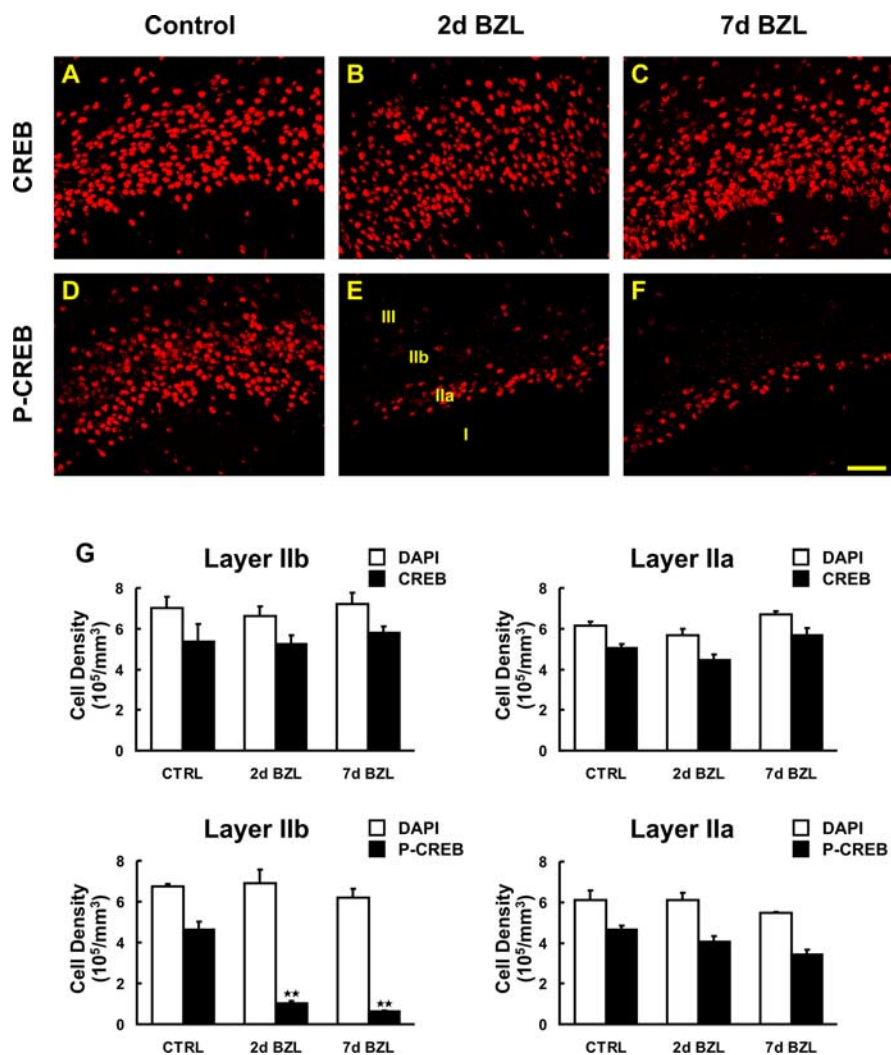 Control 2d BZL 7d BZL
CREB
A B C
P-CREB
D E F
III
IIb
IIa
I
G
Layer IIb
DAPI
CREB
Cell Density
(10⁵/mm³)
8
6
4
2
0
CTRL 2d BZL 7d BZL
Layer IIa
DAPI
CREB
Cell Density
(10⁵/mm³)
8
6
4
2
0
CTRL 2d BZL 7d BZL
Layer IIb
DAPI
P-CREB
Cell Density
(10⁵/mm³)
8
6
4
2
0
★★ ★★
CTRL 2d BZL 7d BZL
Layer IIa
DAPI
P-CREB
Cell Density
(10⁵/mm³)
8
6
4
2
0
CTRL 2d BZL 7d BZL